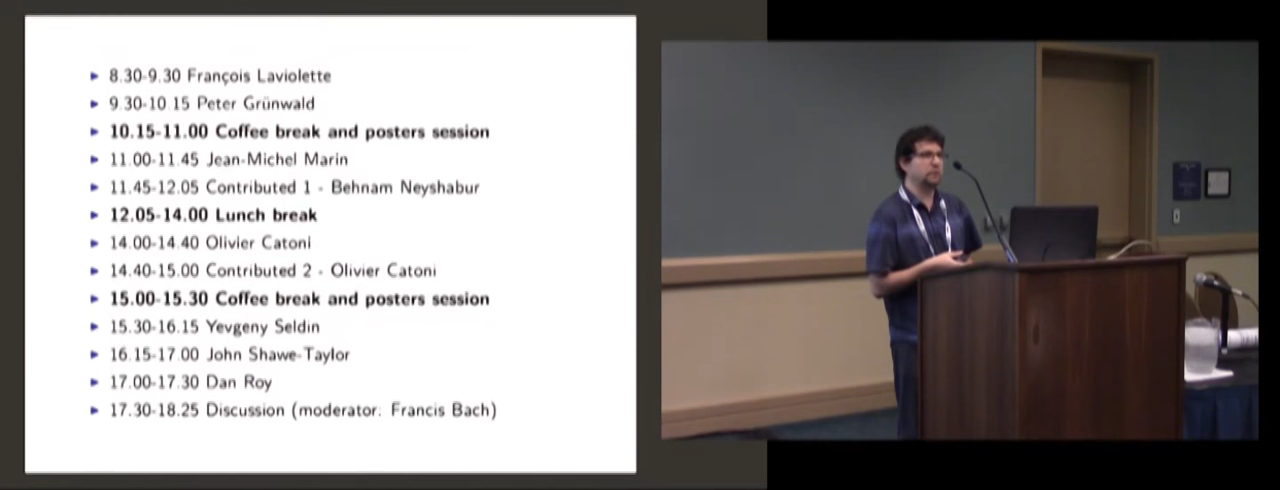 8.30-9.30 François Laviolette
9.30-10.15 Peter Grünwald
10.15-11.00 Coffee break and posters session
11.00-11.45 Jean-Michel Marin
11.45-12.05 Contributed 1 - Behnam Neyshabur
12.05-14.00 Lunch break
14.00-14.40 Olivier Catoni
14.40-15.00 Contributed 2 - Olivier Catoni
15.00-15.30 Coffee break and posters session
15.30-16.15 Yevgeny Seldin
16.15-17.00 John Shawe-Taylor
17.00-17.30 Dan Roy
17.30-18.25 Discussion (moderator: Francis Bach)